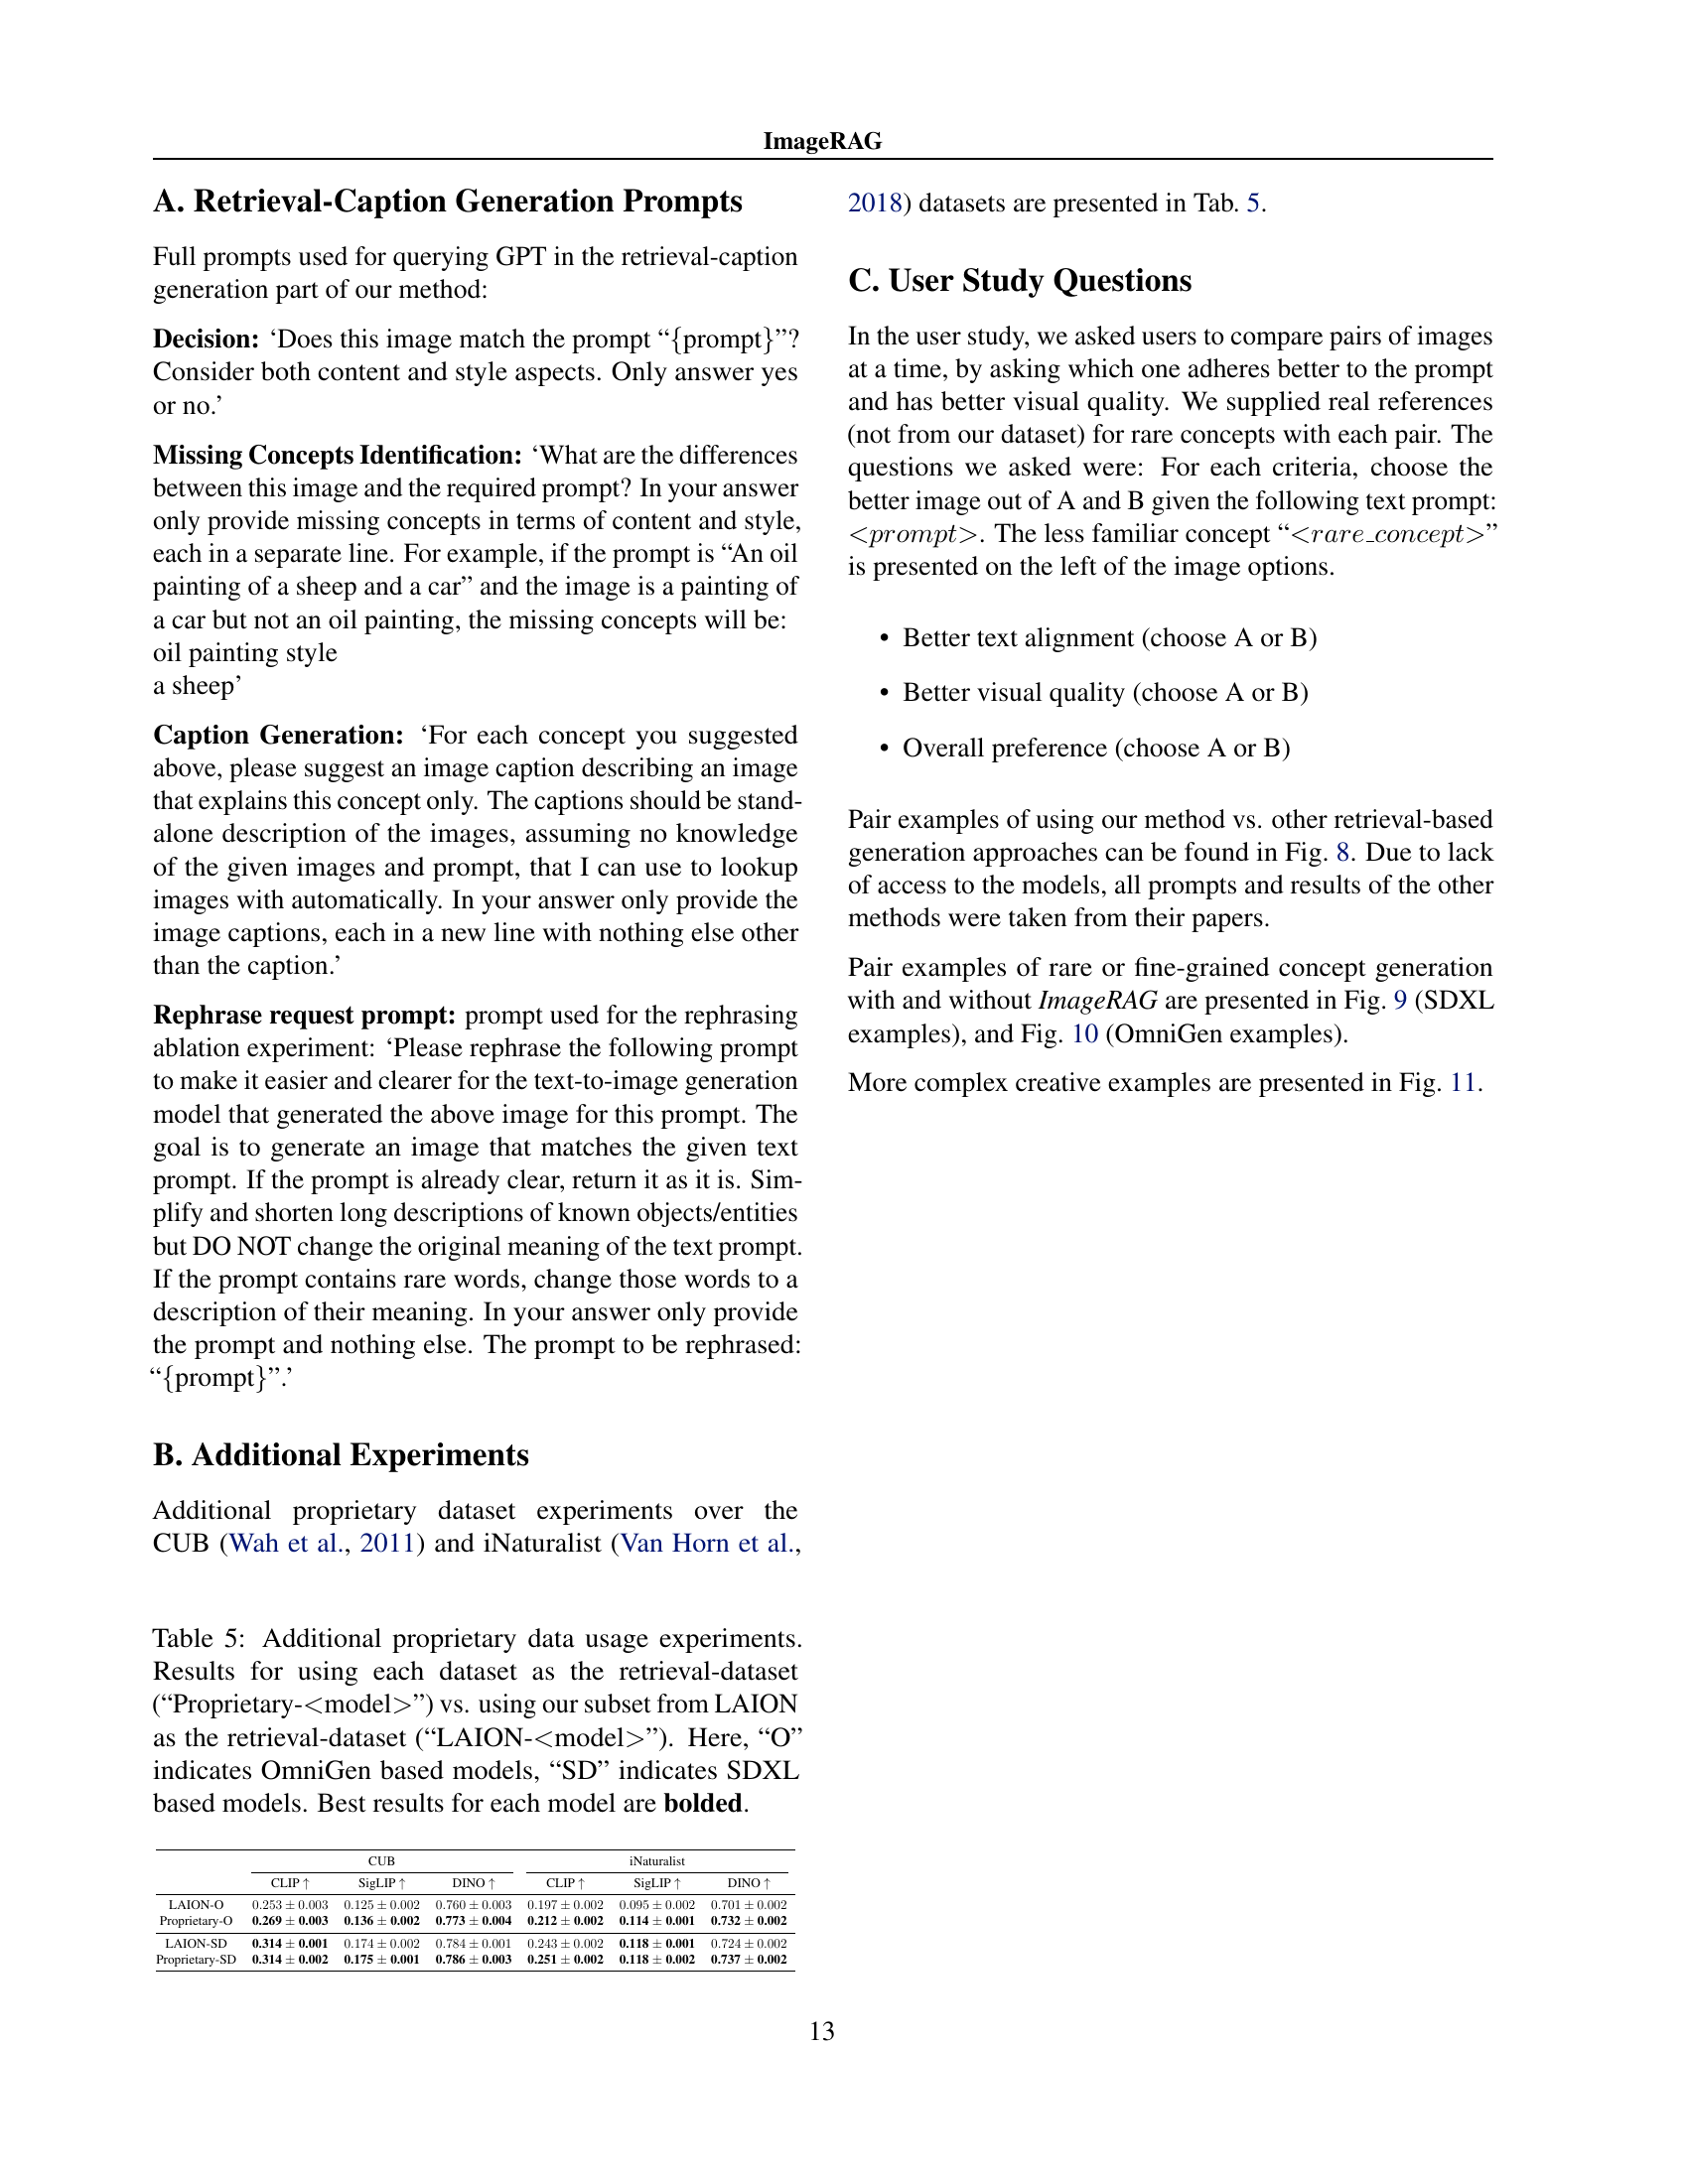 ImageRAG
A. Retrieval-Caption Generation Prompts
Full prompts used for querying GPT in the retrieval-caption
generation part of our method:
Decision: ‘Does this image match the prompt “{prompt}”?
Consider both content and style aspects. Only answer yes
or no.’
Missing Concepts Identification: ‘What are the differences
between this image and the required prompt? In your answer
only provide missing concepts in terms of content and style,
each in a separate line. For example, if the prompt is “An oil
painting of a sheep and a car” and the image is a painting of
a car but not an oil painting, the missing concepts will be:
oil painting style
a sheep’
Caption Generation: ‘For each concept you suggested
above, please suggest an image caption describing an image
that explains this concept only. The captions should be stand-
alone description of the images, assuming no knowledge
of the given images and prompt, that I can use to lookup
images with automatically. In your answer only provide the
image captions, each in a new line with nothing else other
than the caption.’
Rephrase request prompt: prompt used for the rephrasing
ablation experiment: ‘Please rephrase the following prompt
to make it easier and clearer for the text-to-image generation
model that generated the above image for this prompt. The
goal is to generate an image that matches the given text
prompt. If the prompt is already clear, return it as it is. Sim-
plify and shorten long descriptions of known objects/entities
but DO NOT change the original meaning of the text prompt.
If the prompt contains rare words, change those words to a
description of their meaning. In your answer only provide
the prompt and nothing else. The prompt to be rephrased:
“{prompt}”.’
B. Additional Experiments
Additional proprietary dataset experiments over the
CUB (Wah et al., 2011) and iNaturalist (Van Horn et al.,
Table 5: Additional proprietary data usage experiments.
Results for using each dataset as the retrieval-dataset
(“Proprietary-<model>”) vs. using our subset from LAION
as the retrieval-dataset (“LAION-<model>”). Here, “O”
indicates OmniGen based models, “SD” indicates SDXL
based models. Best results for each model are bolded.
CUB iNaturalist
CLIP ↑ SigLIP ↑ DINO ↑ CLIP ↑ SigLIP ↑ DINO ↑
LAION-O 0.253 ± 0.003 0.125 ± 0.002 0.760 ± 0.003 0.197 ± 0.002 0.095 ± 0.002 0.701 ± 0.002
Proprietary-O 0.269 ± 0.003 0.136 ± 0.002 0.773 ± 0.004 0.212 ± 0.002 0.114 ± 0.001 0.732 ± 0.002
LAION-SD 0.314 ± 0.001 0.174 ± 0.002 0.784 ± 0.001 0.243 ± 0.002 0.118 ± 0.001 0.724 ± 0.002
Proprietary-SD 0.314 ± 0.002 0.175 ± 0.001 0.786 ± 0.003 0.251 ± 0.002 0.118 ± 0.002 0.737 ± 0.002
2018) datasets are presented in Tab. 5.
C. User Study Questions
In the user study, we asked users to compare pairs of images
at a time, by asking which one adheres better to the prompt
and has better visual quality. We supplied real references
(not from our dataset) for rare concepts with each pair. The
questions we asked were: For each criteria, choose the
better image out of A and B given the following text prompt:
<prompt>. The less familiar concept “<rare_concept>”
is presented on the left of the image options.
• Better text alignment (choose A or B)
• Better visual quality (choose A or B)
• Overall preference (choose A or B)
Pair examples of using our method vs. other retrieval-based
generation approaches can be found in Fig. 8. Due to lack
of access to the models, all prompts and results of the other
methods were taken from their papers.
Pair examples of rare or fine-grained concept generation
with and without ImageRAG are presented in Fig. 9 (SDXL
examples), and Fig. 10 (OmniGen examples).
More complex creative examples are presented in Fig. 11.
13